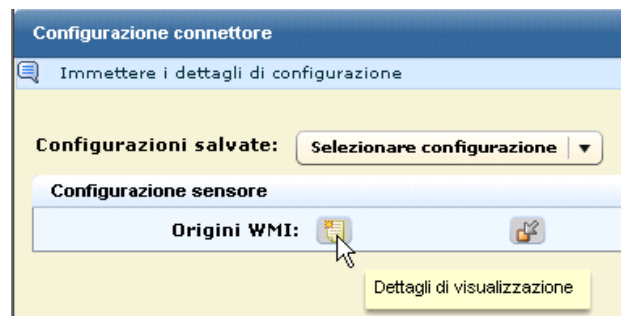 Configurazione connettore
Immettere i dettagli di configurazione
Configurazioni salvate: Selezionare configurazione
Configurazione sensore
Origini WMI:
Dettagli di visualizzazione